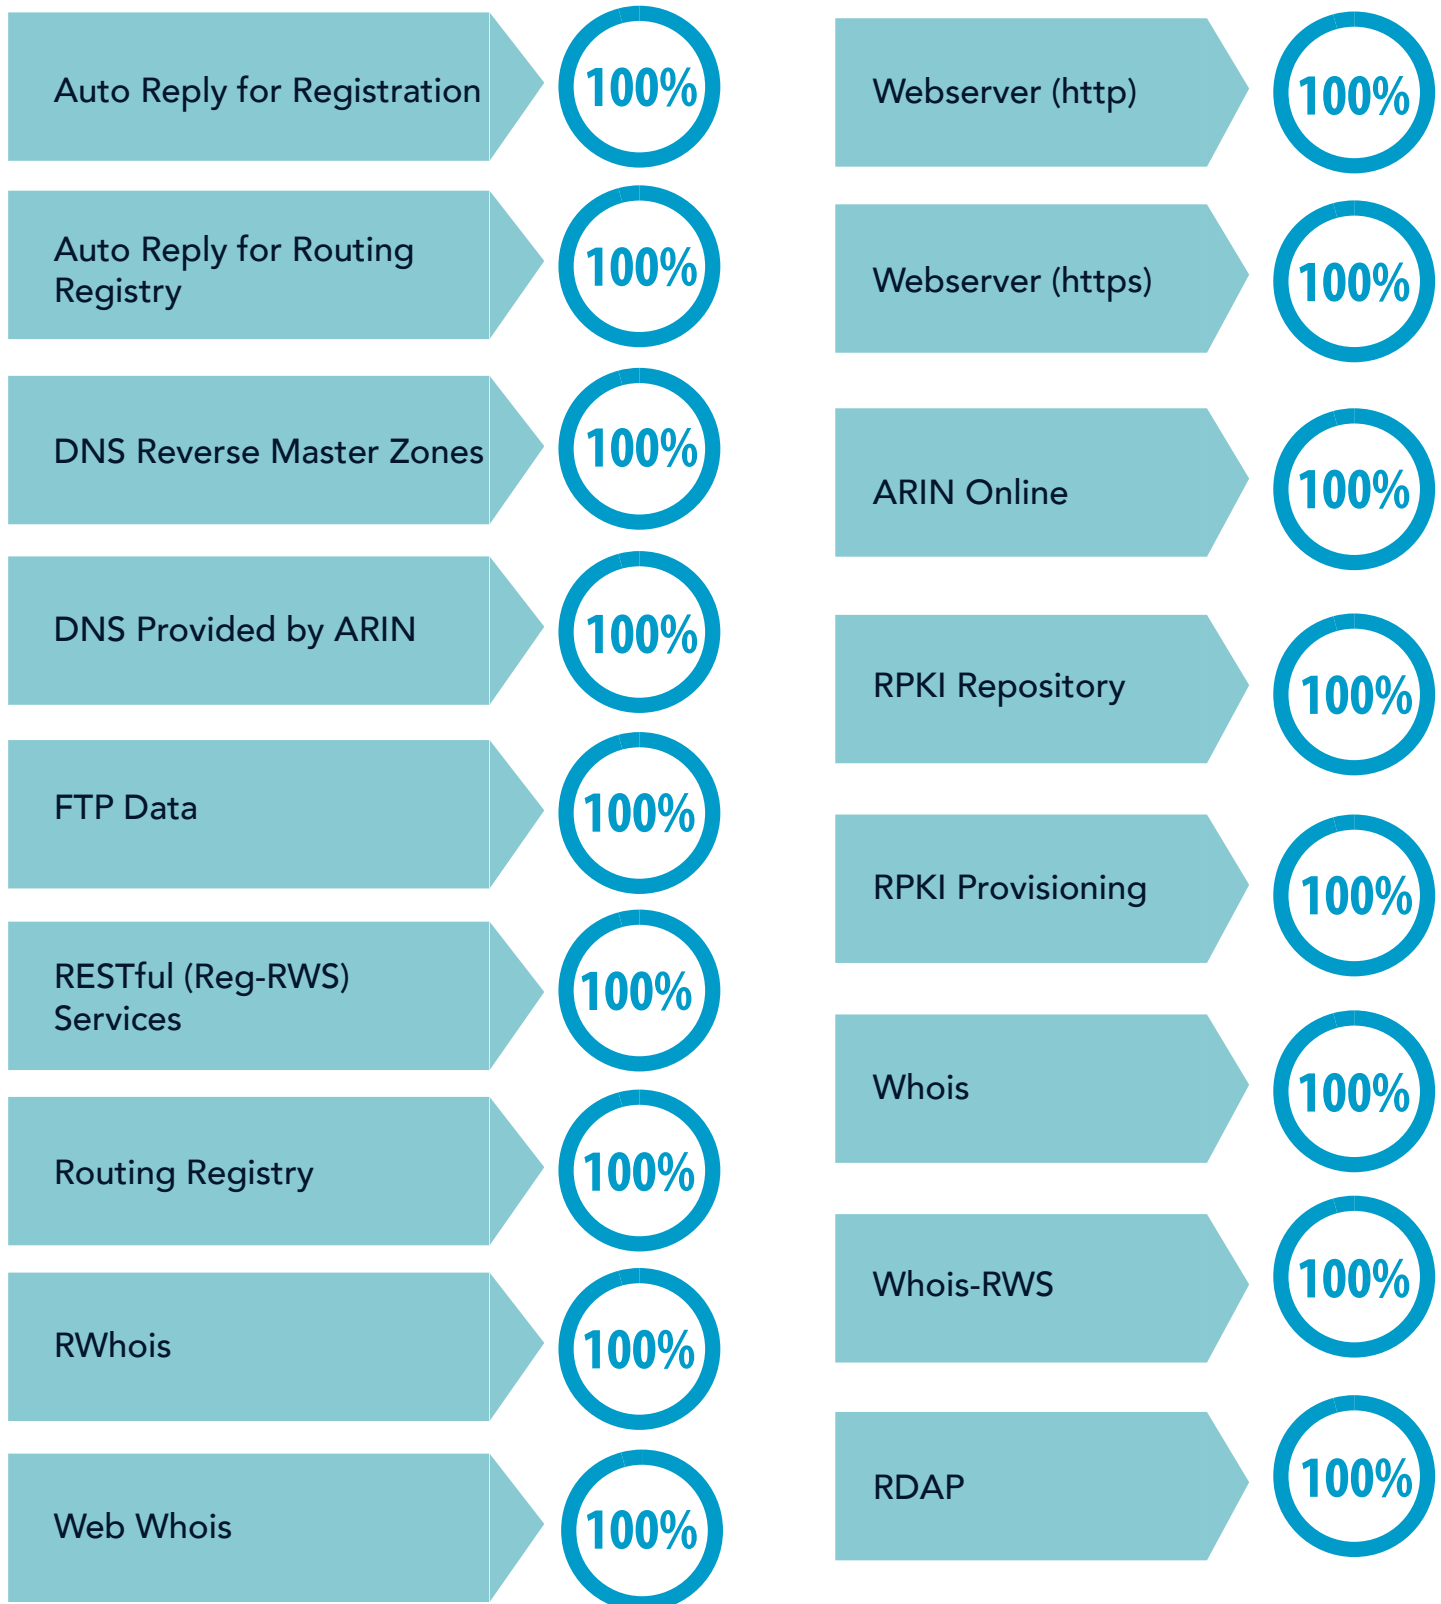 Auto Reply for Registration
100%
Auto Reply for Routing
Registry
100%
DNS Reverse Master Zones
100%
DNS Provided by ARIN
100%
FTP Data
100%
RESTful (Reg-RWS)
Services
100%
Routing Registry
100%
RWhois
100%
Web Whois
100%
Webserver (http)
100%
Webserver (https)
100%
ARIN Online
100%
RPKI Repository
100%
RPKI Provisioning
100%
Whois
100%
Whois-RWS
100%
RDAP
100%